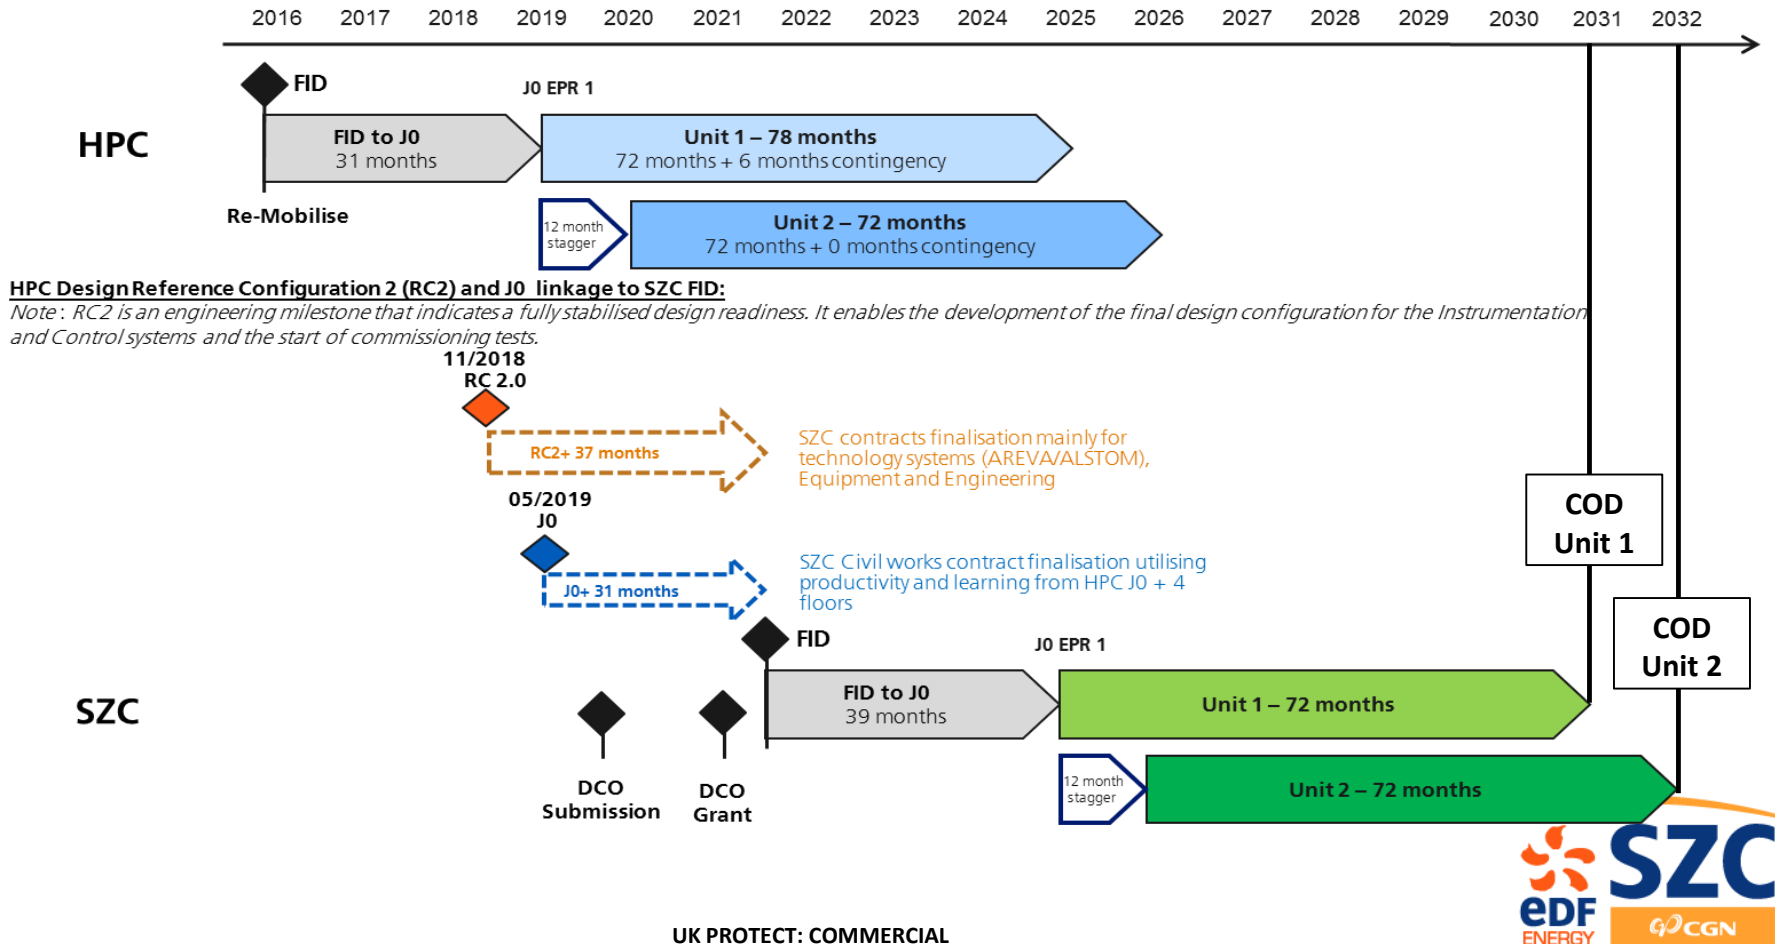 2016 2017 2018 2019 2020 2021 2022 2023 2024 2025 2026 2027 2028 2029 2030 2031 2032
FID
J0 EPR 1
HPC
FID to J0
31 months
Unit 1 – 78 months
72 months + 6 months contingency
Re-Mobilise
12 month
stagger
Unit 2 – 72 months
72 months + 0 months contingency
HPC Design Reference Configuration 2 (RC2) and J0 linkage to SZC FID:
Note : RC2 is an engineering milestone that indicates a fully stabilised design readiness. It enables the development of the final design configuration for the Instrumentation
and Control systems and the start of commissioning tests.
11/2018
RC 2.0
RC2+ 37 months
SZC contracts finalisation mainly for
technology systems (AREVA/ALSTOM),
Equipment and Engineering
05/2019
J0
J0+ 31 months
SZC Civil works contract finalisation utilising
productivity and learning from HPC J0 + 4
floors
COD
Unit 1
COD
Unit 2
FID
J0 EPR 1
SZC
FID to J0
39 months
Unit 1 – 72 months
DCO
Submission
DCO
Grant
12 month
stagger
Unit 2 – 72 months
eDF
ENERGY
SZC
CGN
UK PROTECT: COMMERCIAL